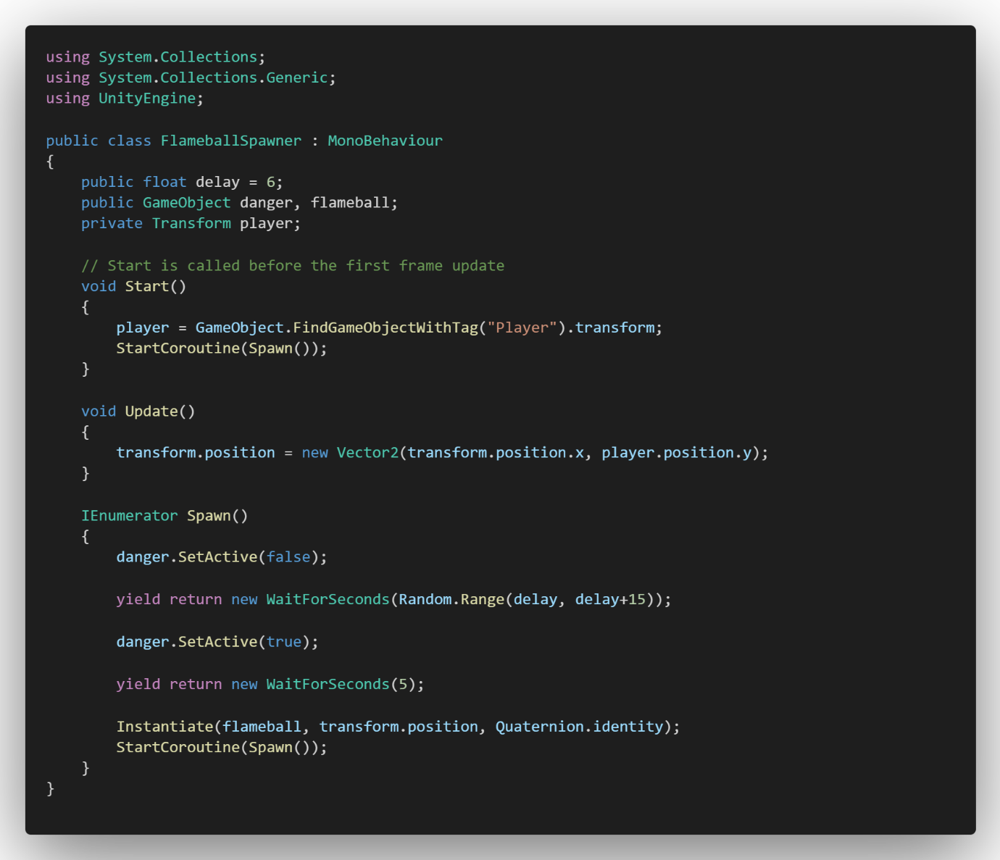 using System.Collections;
using System.Collections.Generic;
using UnityEngine;

public class FlameballSpawner : MonoBehaviour
{
    public float delay = 6;
    public GameObject danger, flameball;
    private Transform player;

    // Start is called before the first frame update
    void Start()
    {
        player = GameObject.FindGameObjectWithTag("Player").transform;
        StartCoroutine(Spawn());
    }

    void Update()
    {
        transform.position = new Vector2(transform.position.x, player.position.y);
    }

    IEnumerator Spawn()
    {
        danger.SetActive(false);

        yield return new WaitForSeconds(Random.Range(delay, delay+15));

        danger.SetActive(true);

        yield return new WaitForSeconds(5);

        Instantiate(flameball, transform.position, Quaternion.identity);
        StartCoroutine(Spawn());
    }
}